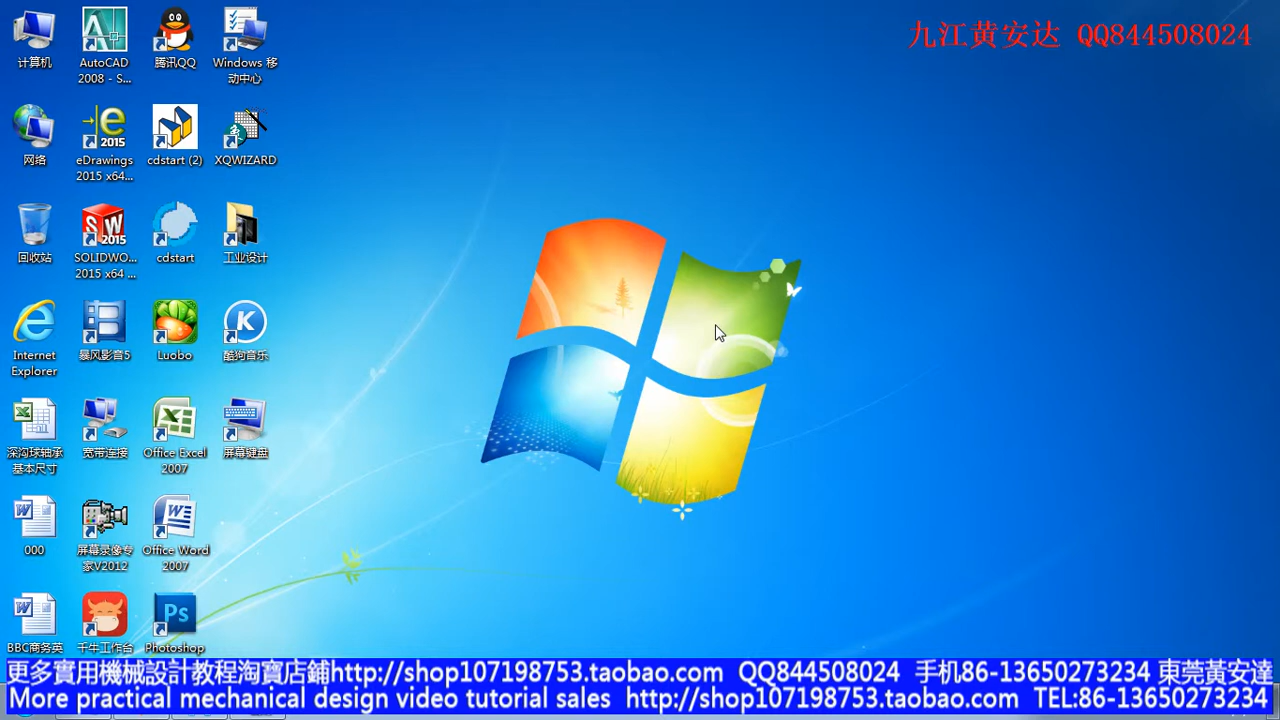 九江黄安达 QQ844508024
计算机
AutoCAD
2008 - S...
腾讯QQ
Windows 移
动中心
网络
eDrawings
2015 x64...
cdstart (2)
XQWIZARD
回收站
SOLIDWO...
2015 x64 ...
cdstart
工业设计
Internet
Explorer
暴风影音5
Luobo
酷狗音乐
深沟球轴承
基本尺寸
宽带连接
Office Excel
2007
屏幕键盘
000
屏幕录像专
家V2012
Office Word
2007
BBC商务英
千牛工作台
Photoshop
更多實用機械設計教程淘寶店鋪http://shop107198753.taobao.com QQ844508024 手机86-13650273234 東莞黃安達
More practical mechanical design video tutorial sales http://shop107198753.taobao.com TEL:86-13650273234